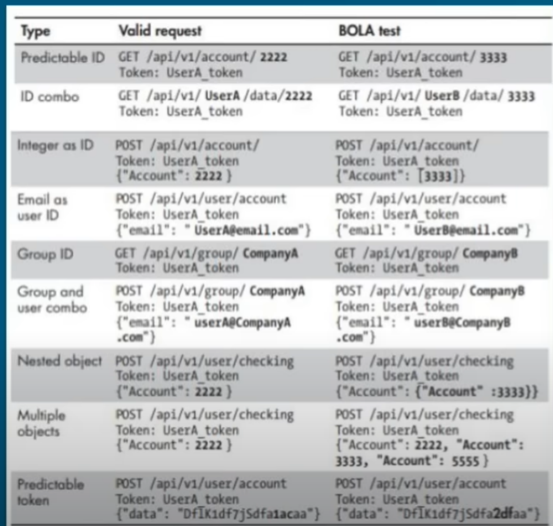 Type Valid request BOLA test
Predictable ID GET /api/v1/account/ 2222 GET /api/v1/account/ 3333
Token: UserA_token Token: UserA_token
ID combo GET /api/v1/ UserA /data/2222 GET /api/v1/ UserB /data/ 3333
Token: UserA_token Token: UserA_token
Integer as ID POST /api/v1/account/ POST /api/v1/account/
Token: UserA_token Token: UserA_token
{"Account": 2222 } {"Account": [3333]}
Email as POST /api/v1/user/account POST /api/v1/user/account
user ID Token: UserA_token Token: UserA_token
{"email": " UserA@email.com"} {"email": " UserB@email.com"}
Group ID GET /api/v1/group/ CompanyA GET /api/v1/group/ CompanyB
Token: UserA_token Token: UserA_token
Group and POST /api/v1/group/ CompanyA POST /api/v1/group/ CompanyB
user combo Token: UserA_token Token: UserA_token
{"email": " userA@CompanyA {"email": " userB@CompanyB
.com"} .com"}
Nested object POST /api/v1/user/checking POST /api/v1/user/checking
Token: UserA_token Token: UserA_token
{"Account": 2222 } {"Account": {"Account" :3333}}
Multiple POST /api/v1/user/checking POST /api/v1/user/checking
objects Token: UserA_token Token: UserA_token
{"Account": 2222 } {"Account": 2222, "Account":
3333, "Account": 5555 }
Predictable POST /api/v1/user/account POST /api/v1/user/account
token Token: UserA_token Token: UserA_token
{"data": "DflK1df7jSdfa1acaa"} {"data": "DflK1df7jSdfa2dfaa"}